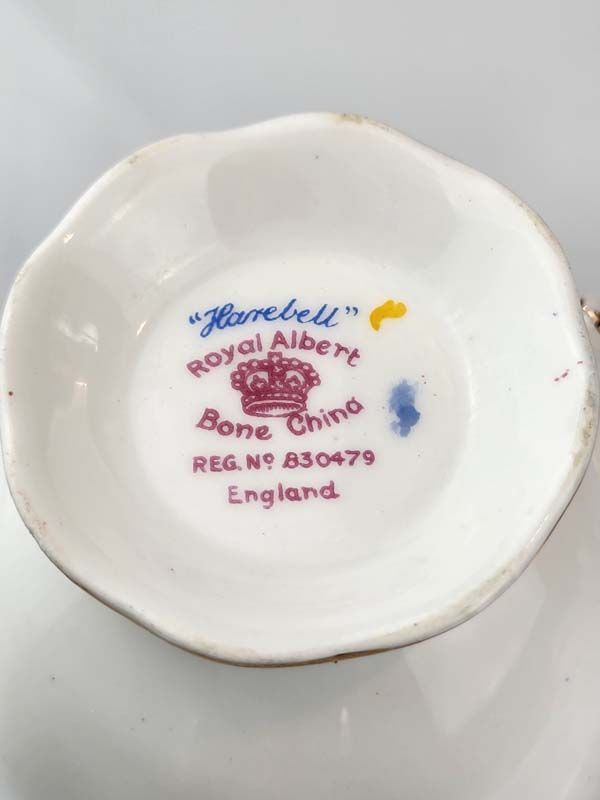 "Harebell"
Royal Albert
Bone China
REG. Nº 830479
England